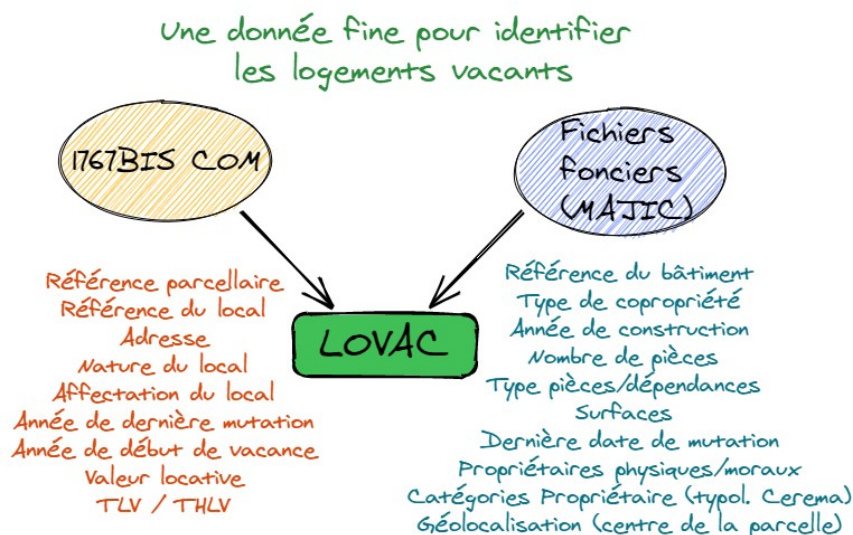 Une donnée fine pour identifier
les logements vacants
1767BIS COM
Fichiers
fonciers
(MAJIC)
LOVAC
Référence parcellaire
Référence du local
Adresse
Nature du local
Affectation du local
Année de dernière mutation
Année de début de vacance
Valeur locative
TLV / THLV
Référence du bâtiment
Type de copropriété
Année de construction
Nombre de pièces
Type pièces/dépendances
Surfaces
Dernière date de mutation
Propriétaires physiques/moraux
Catégories Propriétaire (typol. Cerema)
Géolocalisation (centre de la parcelle)